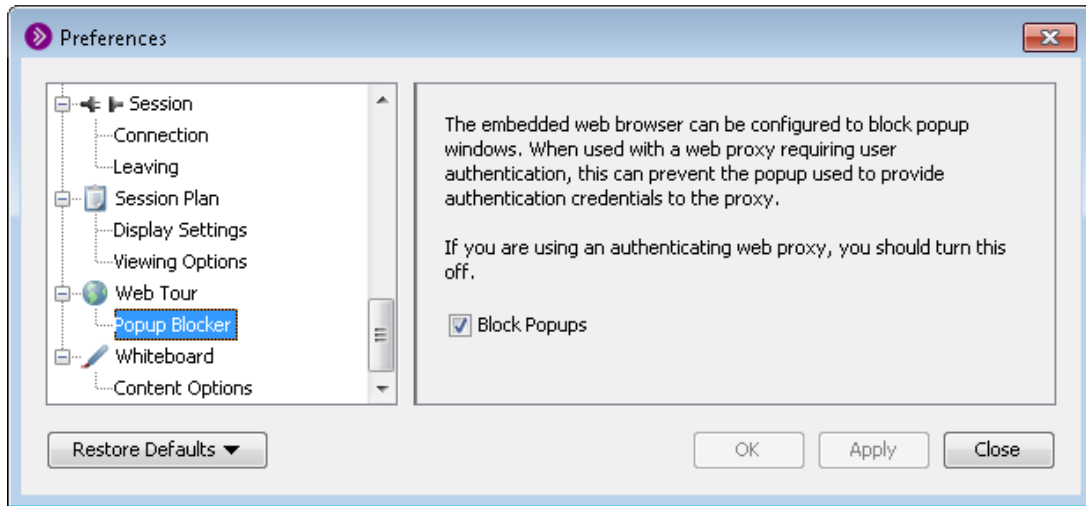 Preferences
Session
Connection
Leaving
Session Plan
Display Settings
Viewing Options
Web Tour
Popup Blocker
Whiteboard
Content Options
The embedded web browser can be configured to block popup
windows. When used with a web proxy requiring user
authentication, this can prevent the popup used to provide
authentication credentials to the proxy.
If you are using an authenticating web proxy, you should turn this
off.
Block Popups
Restore Defaults
OK
Apply
Close